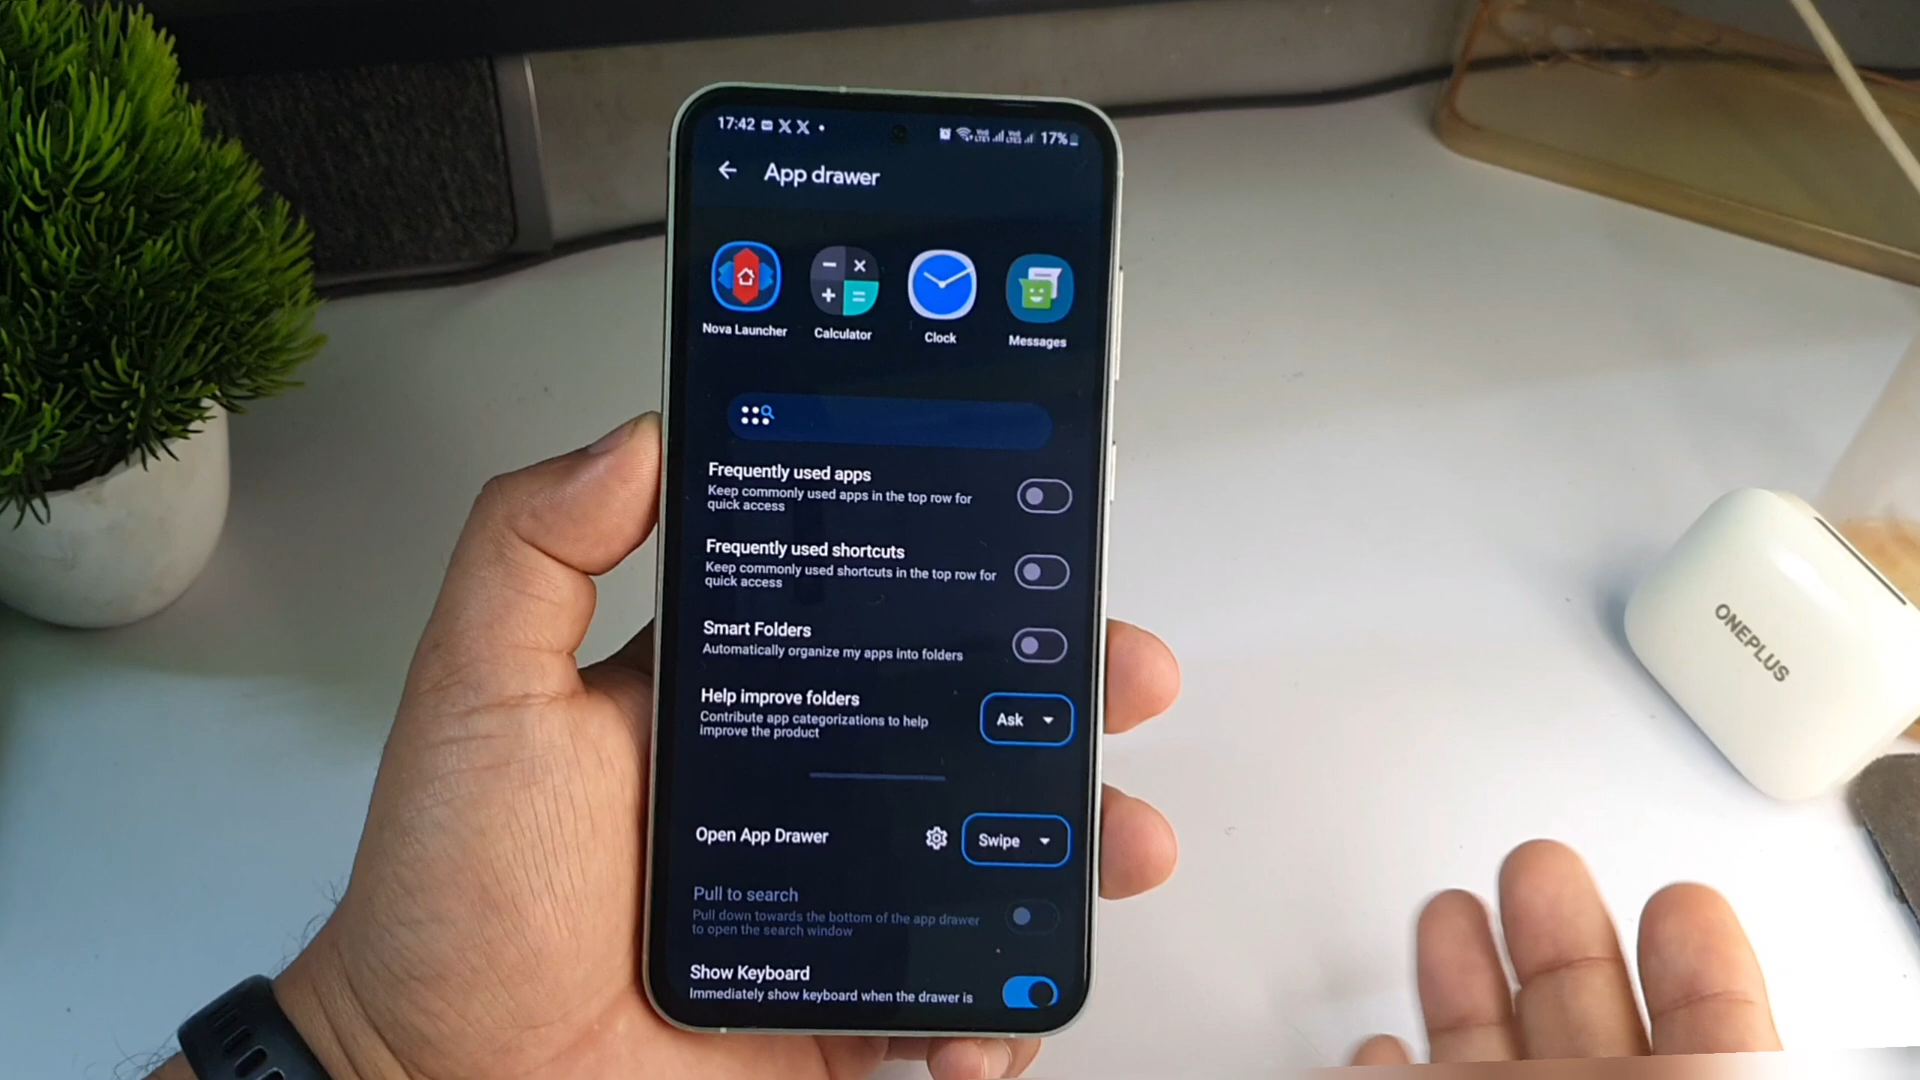 17:42
17%
App drawer
Nova Launcher
Calculator
Clock
Messages
Frequently used apps
Keep commonly used apps in the top row for
quick access
Frequently used shortcuts
Keep commonly used shortcuts in the top row for
quick access
Smart Folders
Automatically organize my apps into folders
Help improve folders
Contribute app categorizations to help
improve the product
Ask
Open App Drawer
Swipe
Pull to search
Pull down towards the bottom of the app drawer
to open the search window
Show Keyboard
Immediately show keyboard when the drawer is
ONEPLUS